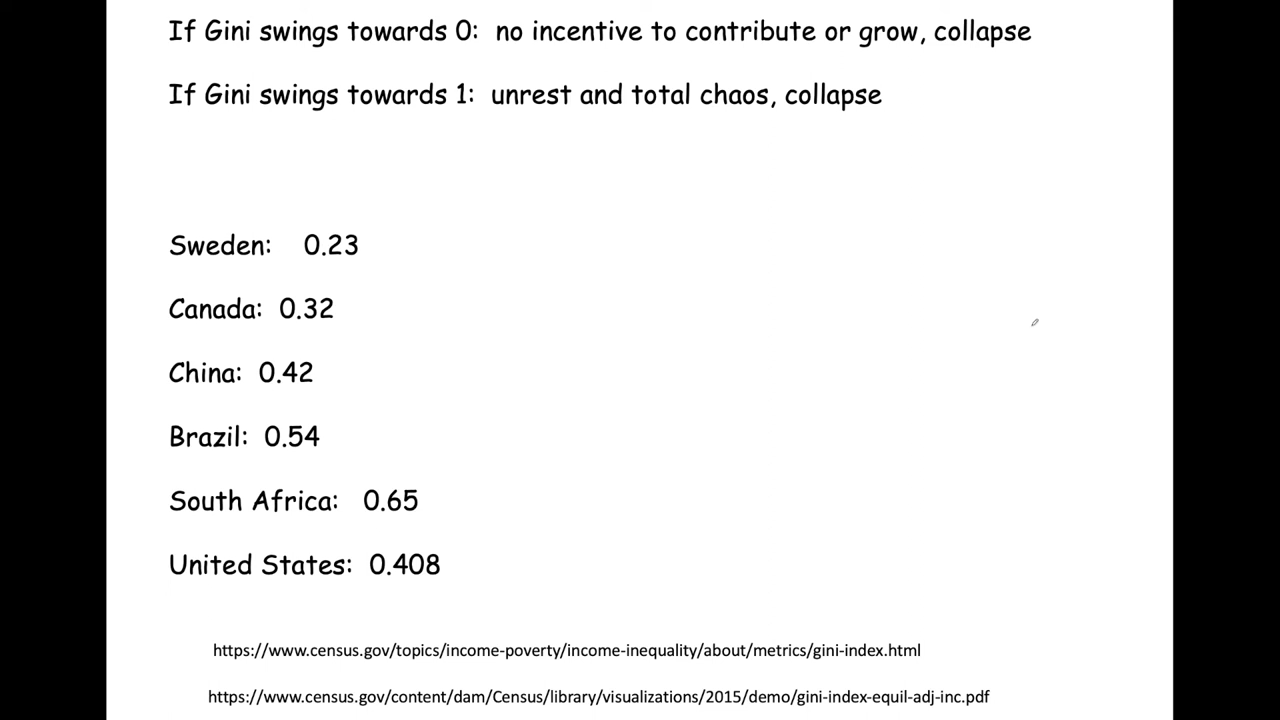 If Gini swings towards 0: no incentive to contribute or grow, collapse
If Gini swings towards 1: unrest and total chaos, collapse
Sweden: 0.23
Canada: 0.32
China: 0.42
Brazil: 0.54
South Africa: 0.65
United States: 0.408
https://www.census.gov/topics/income-poverty/income-inequality/about/metrics/gini-index.html
https://www.census.gov/content/dam/Census/library/visualizations/2015/demo/gini-index-equil-adj-inc.pdf